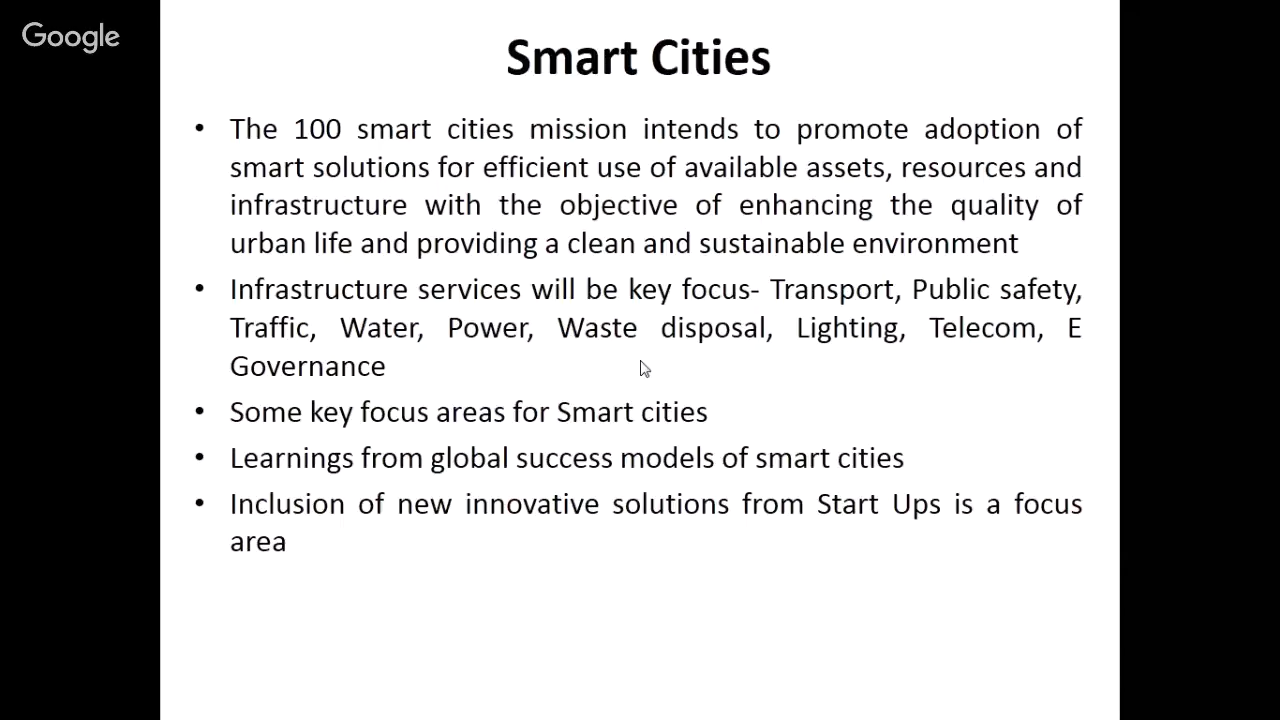 Google
Smart Cities
• The 100 smart cities mission intends to promote adoption of
smart solutions for efficient use of available assets, resources and
infrastructure with the objective of enhancing the quality of
urban life and providing a clean and sustainable environment
• Infrastructure services will be key focus- Transport, Public safety,
Traffic, Water, Power, Waste disposal, Lighting, Telecom, E
Governance
• Some key focus areas for Smart cities
• Learnings from global success models of smart cities
• Inclusion of new innovative solutions from Start Ups is a focus
area